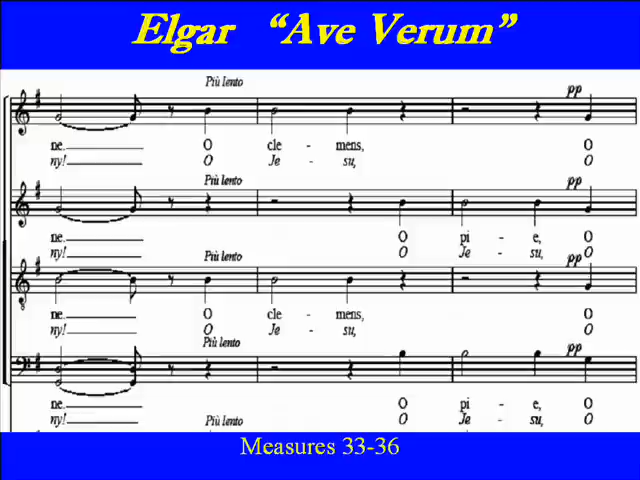 Elgar “Ave Verum”
Più lento
pp
ne. O cle - mens, O
ny! O Je - su, O
Più lento
pp
ne. O pi - e, O
ny! O Je - su, O
Più lento
pp
ne. O cle - mens, O
ny! O Je - su, O
Più lento
pp
ne. O pi - e, O
ny! O Je - su, O
Più lento
Measures 33-36